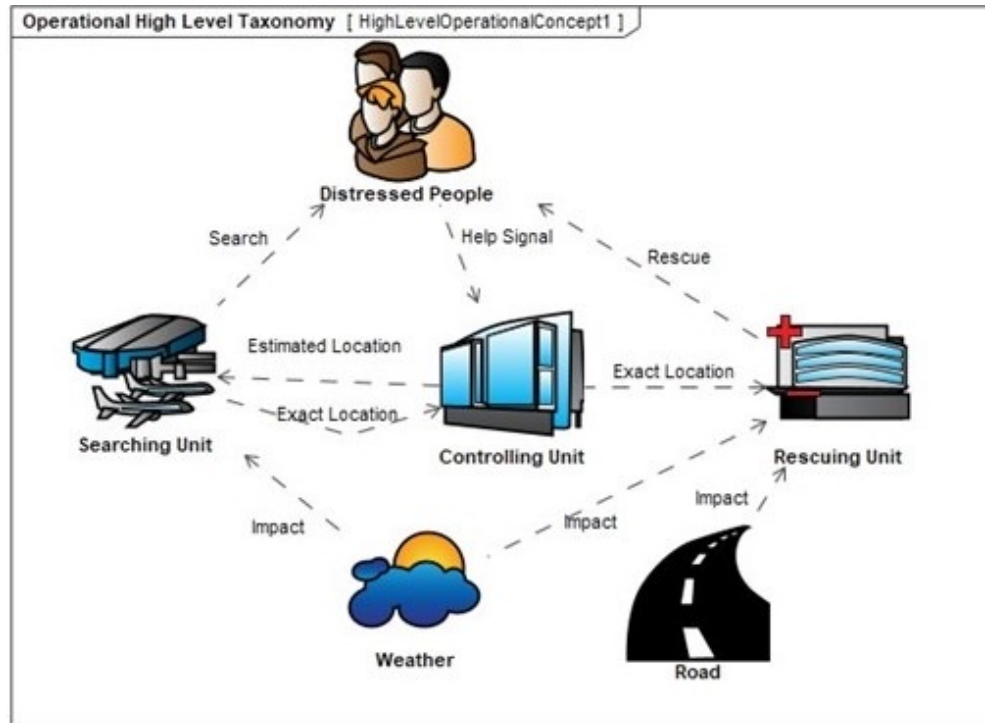 Operational High Level Taxonomy [ HighLevelOperationalConcept1 ]
Distressed People
Search
Help Signal
Rescue
Estimated Location
Exact Location
Exact Location
Searching Unit
Controlling Unit
Rescuing Unit
Impact
Impact
Impact
Weather
Road